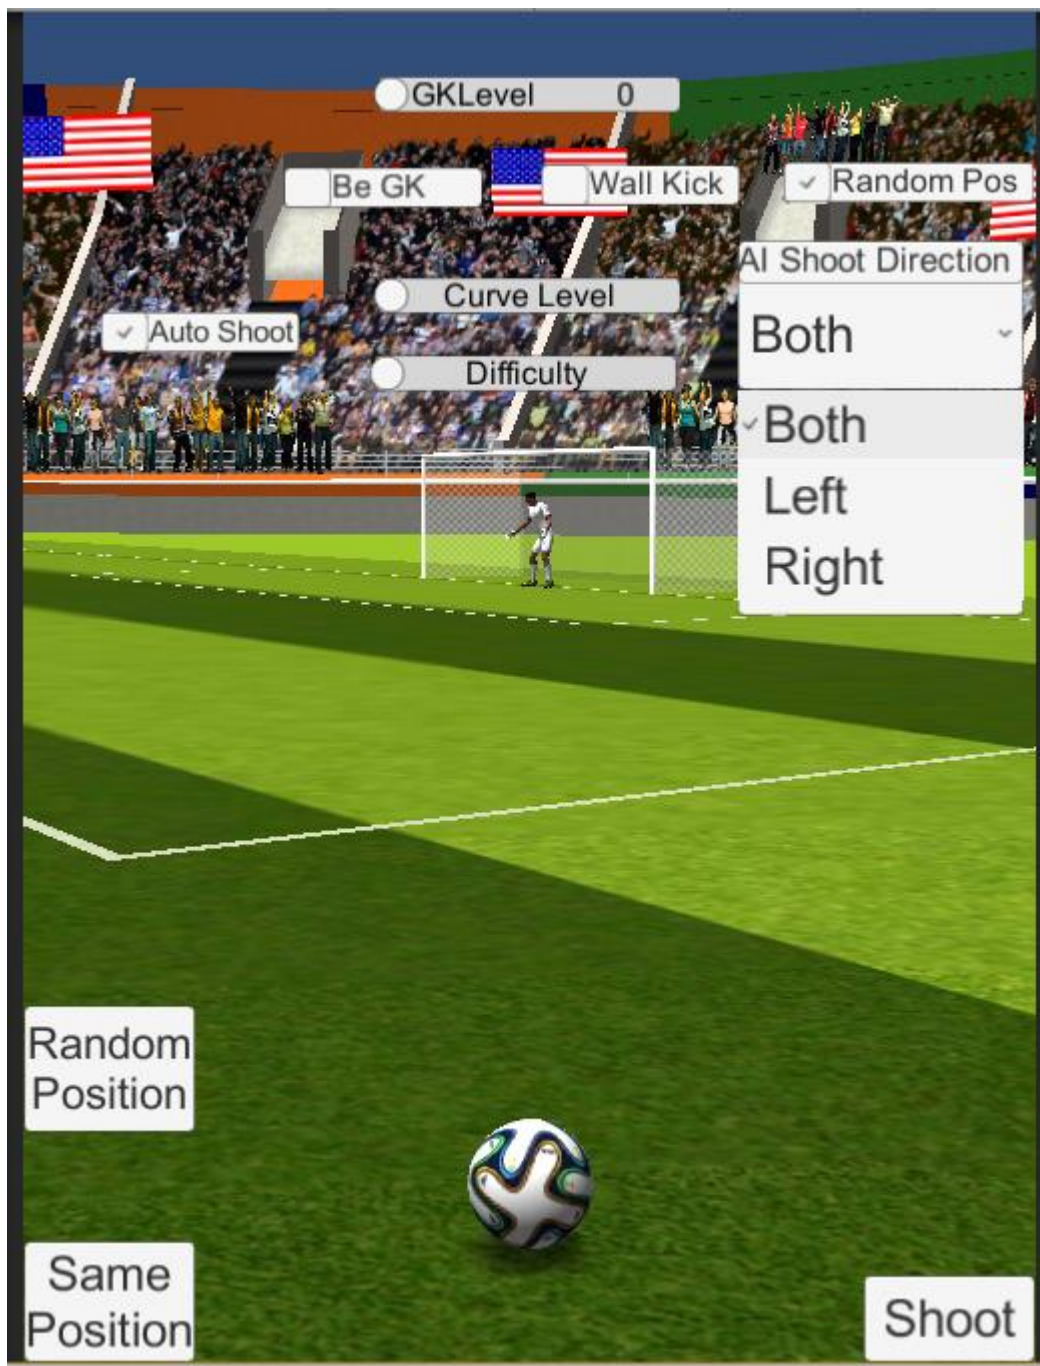 GKLevel 0
Be GK
Wall Kick
Random Pos
AI Shoot Direction
Curve Level
Auto Shoot
Both
Difficulty
Both
Left
Right
Random
Position
Same
Position
Shoot